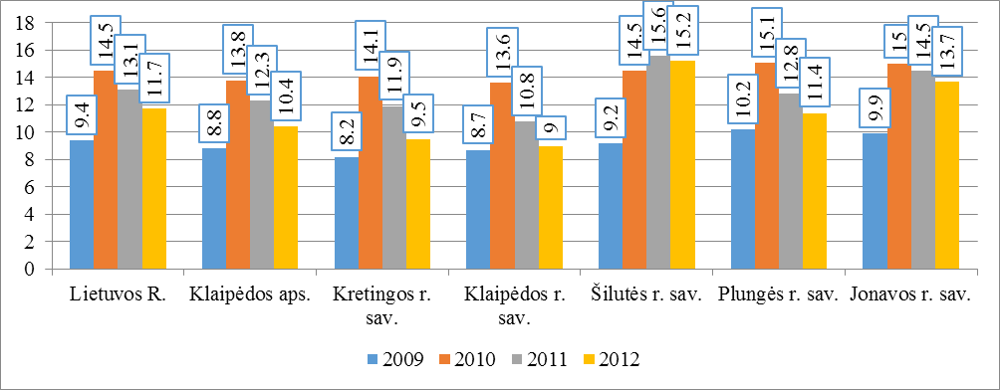 18
16
14
12
10
8
6
4
2
0
9.4 14.5 13.1 11.7
8.8 13.8 12.3 10.4
8.2 14.1 11.9 9.5
8.7 13.6 10.8 9
9.2 14.5 15.6 15.2
10.2 15.1 12.8 11.4
9.9 15 14.5 13.7
Lietuvos R.
Klaipėdos aps.
Kretingos r.
sav.
Klaipėdos r.
sav.
Šilutės r. sav.
Plungės r. sav.
Jonavos r. sav.
2009 2010 2011 2012